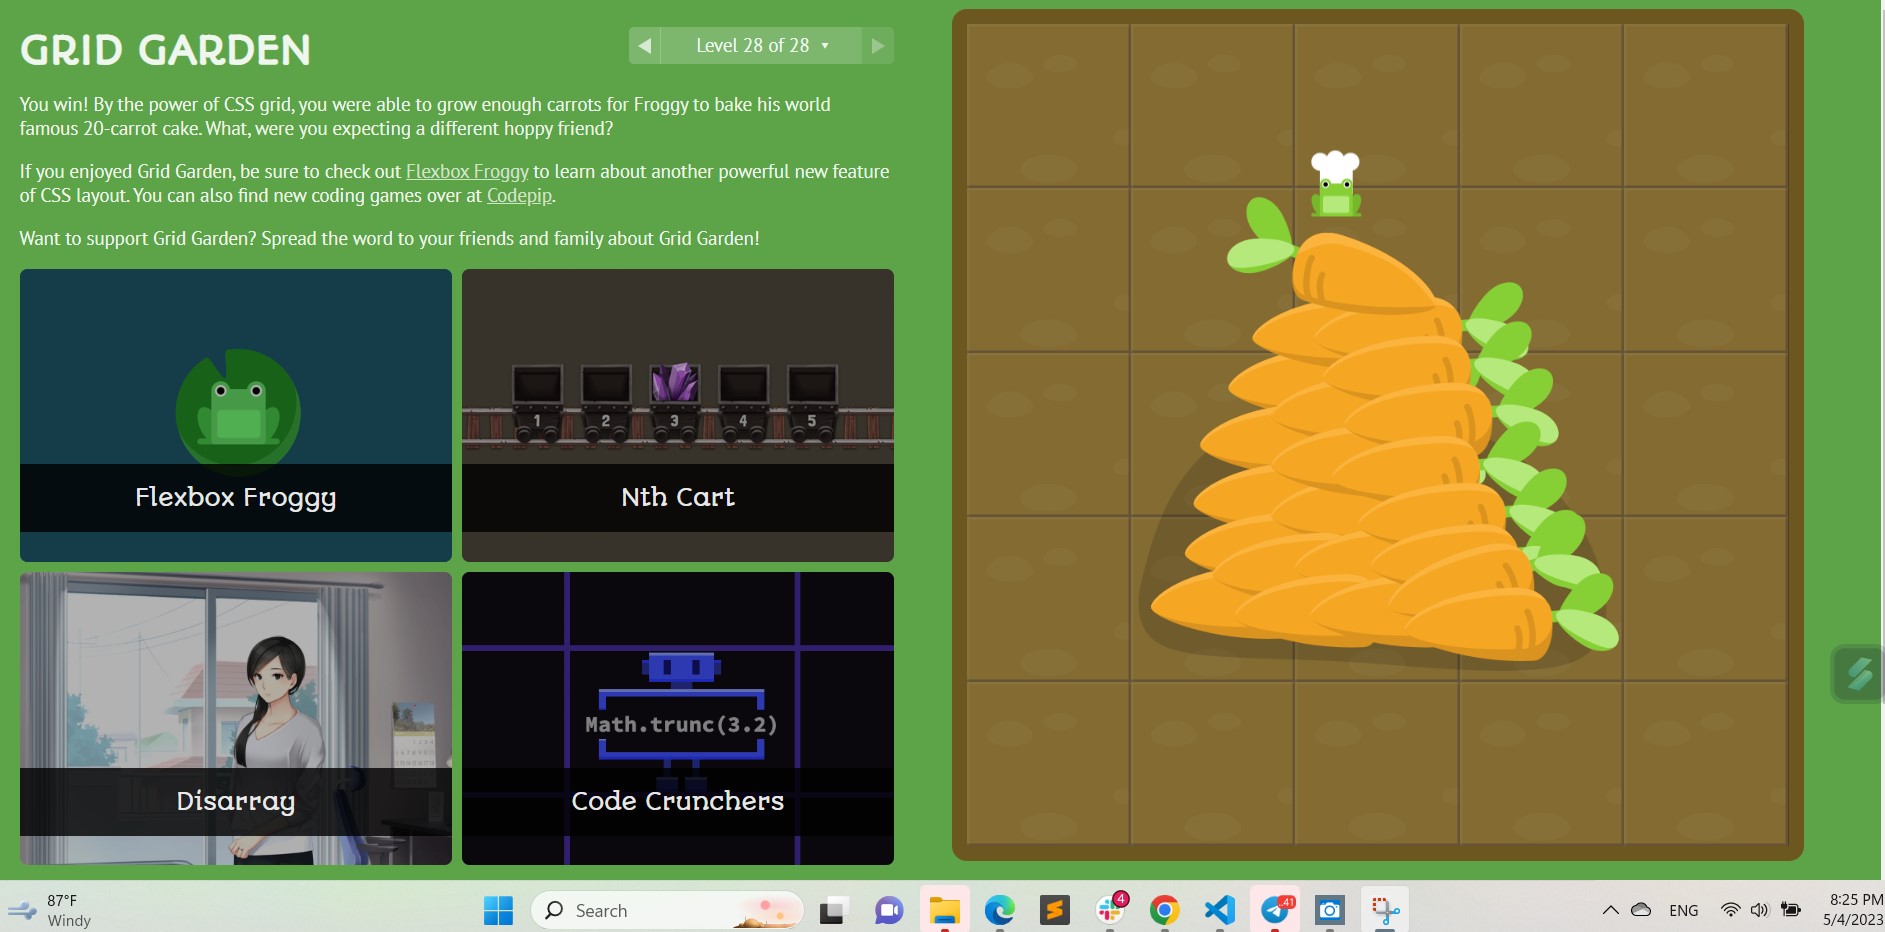 GRID GARDEN
Level 28 of 28
You win! By the power of CSS grid, you were able to grow enough carrots for Froggy to bake his world
famous 20-carrot cake. What, were you expecting a different hoppy friend?
If you enjoyed Grid Garden, be sure to check out Flexbox Froggy to learn about another powerful new feature
of CSS layout. You can also find new coding games over at Codepip.
Want to support Grid Garden? Spread the word to your friends and family about Grid Garden!
Flexbox Froggy
1 2 3 4 5
Nth Cart
Disarray
Math.trunc(3.2)
Code Crunchers
87°F
Windy
Search
4
41
ENG
8:25 PM
5/4/2023